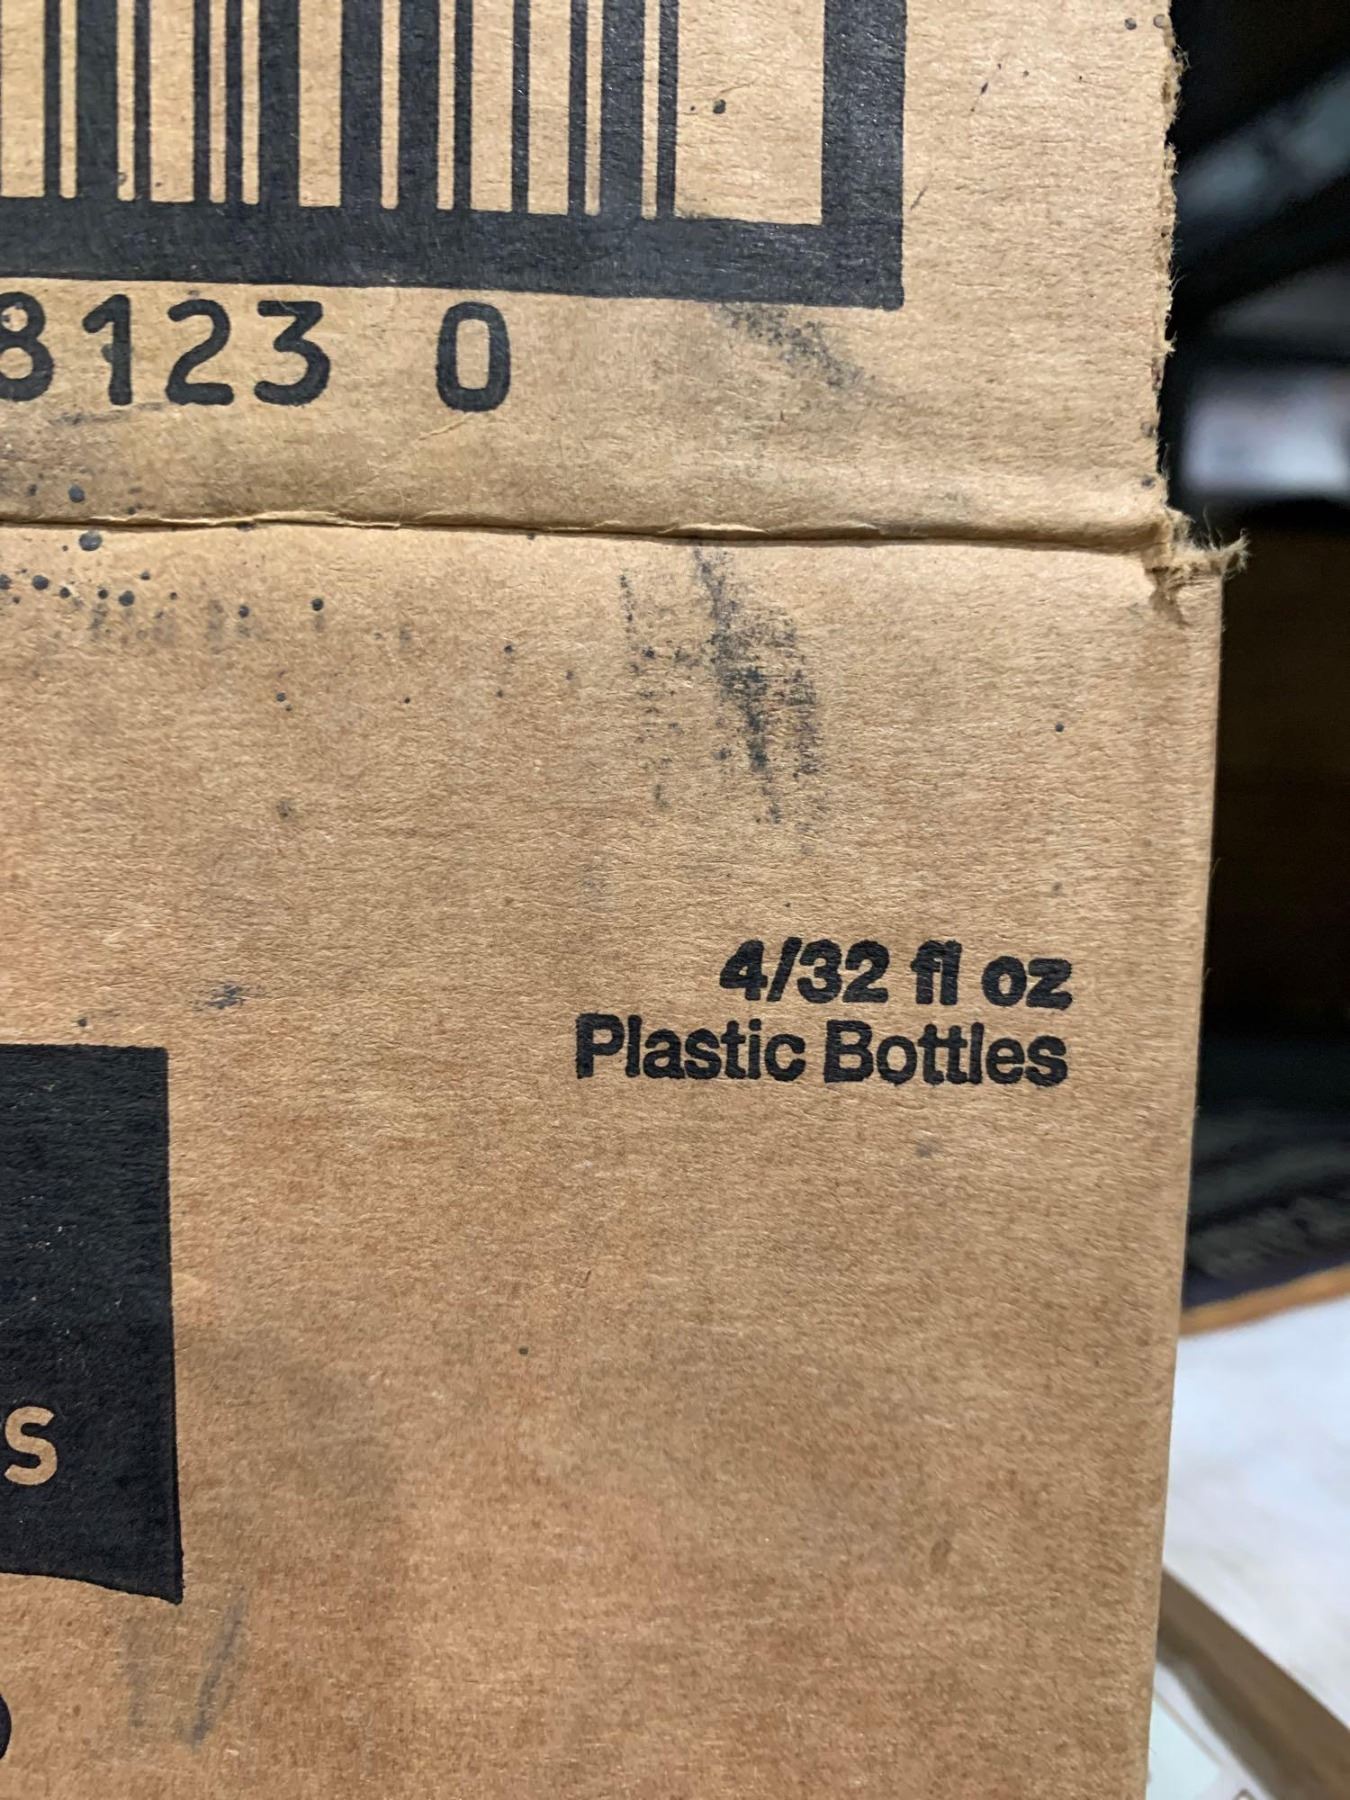 8123 0
4/32 fl oz
Plastic Bottles
S